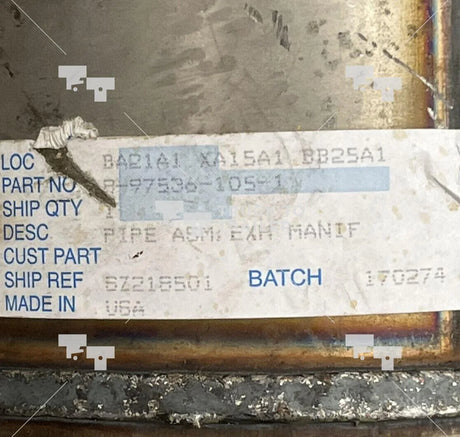 LOC BA21A1 XA15A1 BB25A1
PART NO 8-97536-105-1
SHIP QTY 1
DESC PIPE ASM;EXH MANIF
CUST PART
SHIP REF SZ218501 BATCH 170274
MADE IN USA